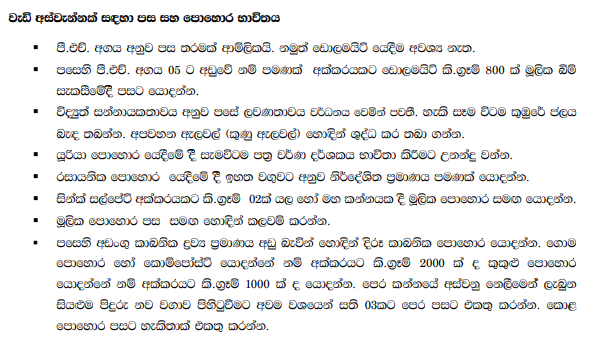 වැඩි අස්වැන්නක් සඳහා පස සහ පොහොර භාවිතය
▪ පී.එච්. අගය අනුව පස තරමක් ආම්ලිකයි. නමුත් ඩොලමයිට් යෙදීම අවශ්‍ය නැත.
▪ පසෙහි පී.එච්. අගය 05 ට අඩුවේ නම් පමණක් අක්කරයකට ඩොලමයිට් කි.ග්‍රෑම් 800 ක් මූලික බිම්
සැකසීමේදී පසට යොදන්න.
▪ විද්‍යුත් සන්නායකතාවය අනුව පසේ ලවණතාවය වර්ධනය වෙමින් පවතී. හැකි සෑම විටම කුඹුරේ ජලය
බැඳ තබන්න. අපවහන ඇලවල් (කුණු ඇලවල්) හොඳින් ශුද්ධ කර තබා ගන්න.
▪ යූරියා පොහොර යෙදීමේ දී සැමවිටම පත්‍ර වර්ණ දර්ශකය භාවිතා කිරීමට උනන්දු වන්න.
▪ රසායනික පොහොර යෙදීමේ දී ඉහත වගුවට අනුව නිර්දේශිත ප්‍රමාණය පමණක් යොදන්න.
▪ සින්ක් සල්පේට් අක්කරයකට කි.ග්‍රෑම් 02ක් යල හෝ මහ කන්නයක දී මූලික පොහොර සමඟ යොදන්න.
▪ මූලික පොහොර පස සමඟ හොඳින් කලවම් කරන්න.
▪ පසෙහි අඩංගු කාබනික ද්‍රව්‍ය ප්‍රමාණය අඩු බැවින් හොඳින් දිරූ කාබනික පොහොර යොදන්න. ගොම
පොහොර හෝ කොම්පෝස්ට් යොදන්නේ නම් අක්කරයට කි.ග්‍රෑම් 2000 ක් ද කුකුළු පොහොර
යොදන්නේ නම් අක්කරයට කි.ග්‍රෑම් 1000 ක් ද යොදන්න. පෙර කන්නයේ අස්වනු නෙලීමෙන් ලැබුන
සියළුම පිදුරු නව වගාව පිහිටුවීමට අවම වශයෙන් සති 03කට පෙර පසට එකතු කරන්න. කොළ
පොහොර පසට හැකිතාක් එකතු කරන්න.